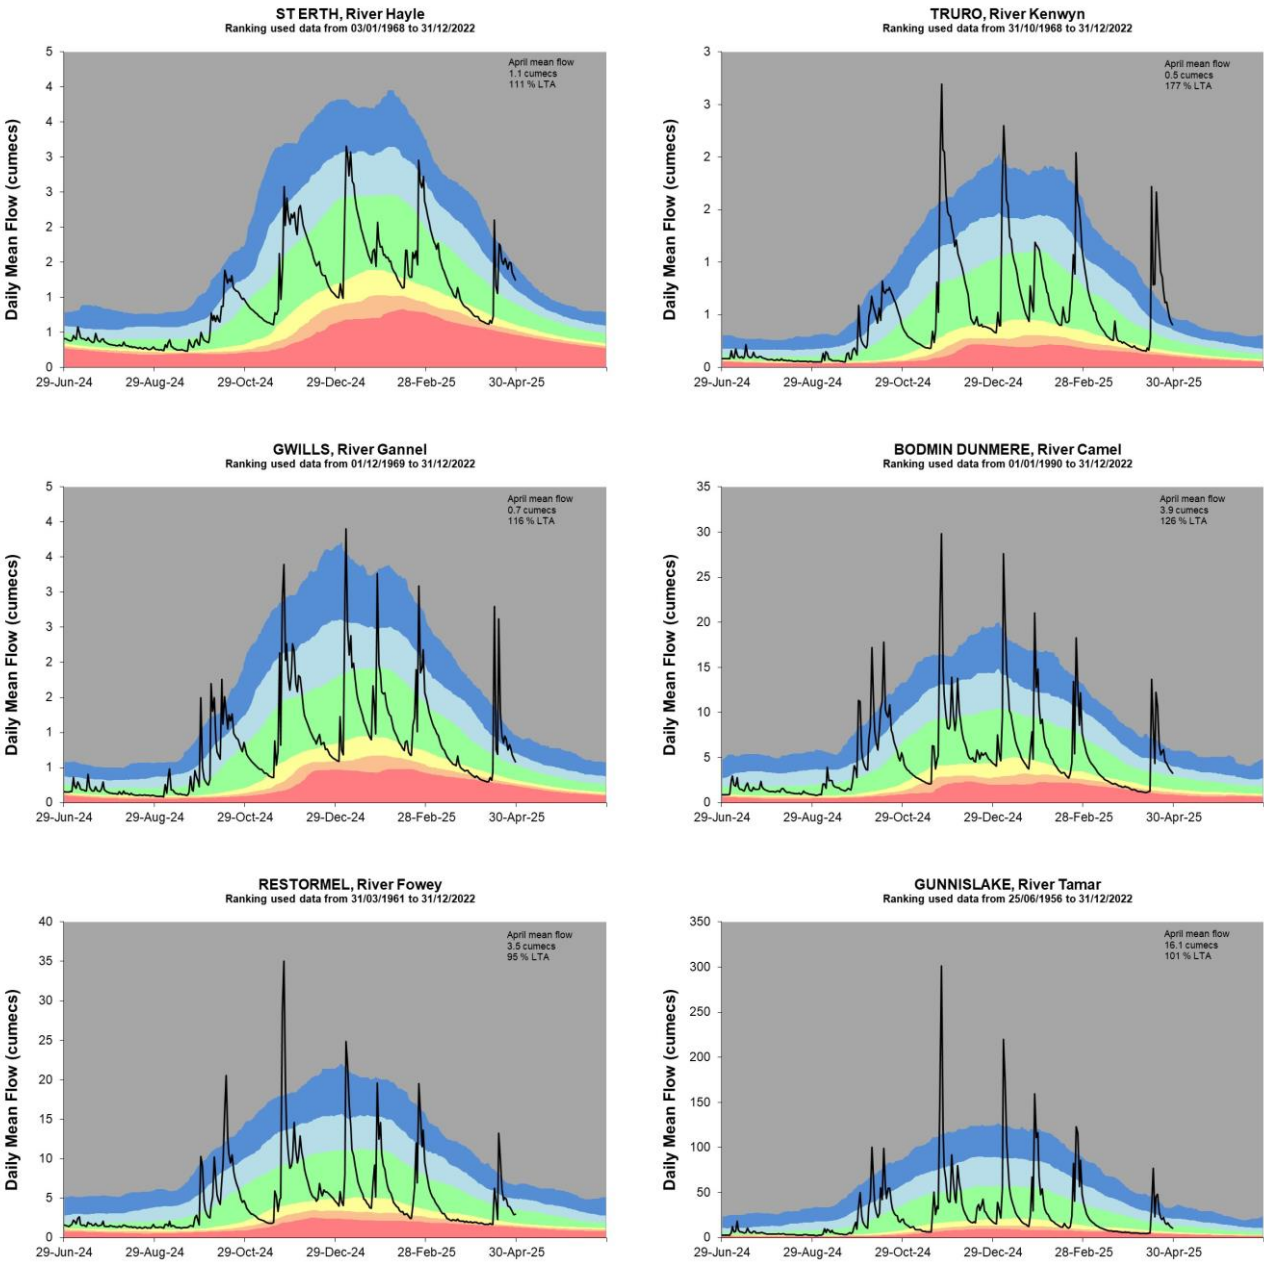 ST ERTH, River Hayle
Ranking used data from 03/01/1968 to 31/12/2022
April mean flow
1.1 cumecs
111 % LTA
Daily Mean Flow (cumecs)
5
4
4
3
3
2
2
1
1
0
29-Jun-24 29-Aug-24 29-Oct-24 29-Dec-24 28-Feb-25 30-Apr-25
TRURO, River Kenwyn
Ranking used data from 31/10/1968 to 31/12/2022
April mean flow
0.5 cumecs
177 % LTA
Daily Mean Flow (cumecs)
3
3
2
2
1
1
0
29-Jun-24 29-Aug-24 29-Oct-24 29-Dec-24 28-Feb-25 30-Apr-25
GWILLS, River Gannel
Ranking used data from 01/12/1969 to 31/12/2022
April mean flow
0.7 cumecs
116 % LTA
Daily Mean Flow (cumecs)
5
4
4
3
3
2
2
1
1
0
29-Jun-24 29-Aug-24 29-Oct-24 29-Dec-24 28-Feb-25 30-Apr-25
BODMIN DUNMERE, River Camel
Ranking used data from 01/01/1990 to 31/12/2022
April mean flow
3.9 cumecs
126 % LTA
Daily Mean Flow (cumecs)
35
30
25
20
15
10
5
0
29-Jun-24 29-Aug-24 29-Oct-24 29-Dec-24 28-Feb-25 30-Apr-25
RESTORMEL, River Fowey
Ranking used data from 31/03/1961 to 31/12/2022
April mean flow
3.5 cumecs
95 % LTA
Daily Mean Flow (cumecs)
40
35
30
25
20
15
10
5
0
29-Jun-24 29-Aug-24 29-Oct-24 29-Dec-24 28-Feb-25 30-Apr-25
GUNNISLAKE, River Tamar
Ranking used data from 25/06/1956 to 31/12/2022
April mean flow
16.1 cumecs
101 % LTA
Daily Mean Flow (cumecs)
350
300
250
200
150
100
50
0
29-Jun-24 29-Aug-24 29-Oct-24 29-Dec-24 28-Feb-25 30-Apr-25